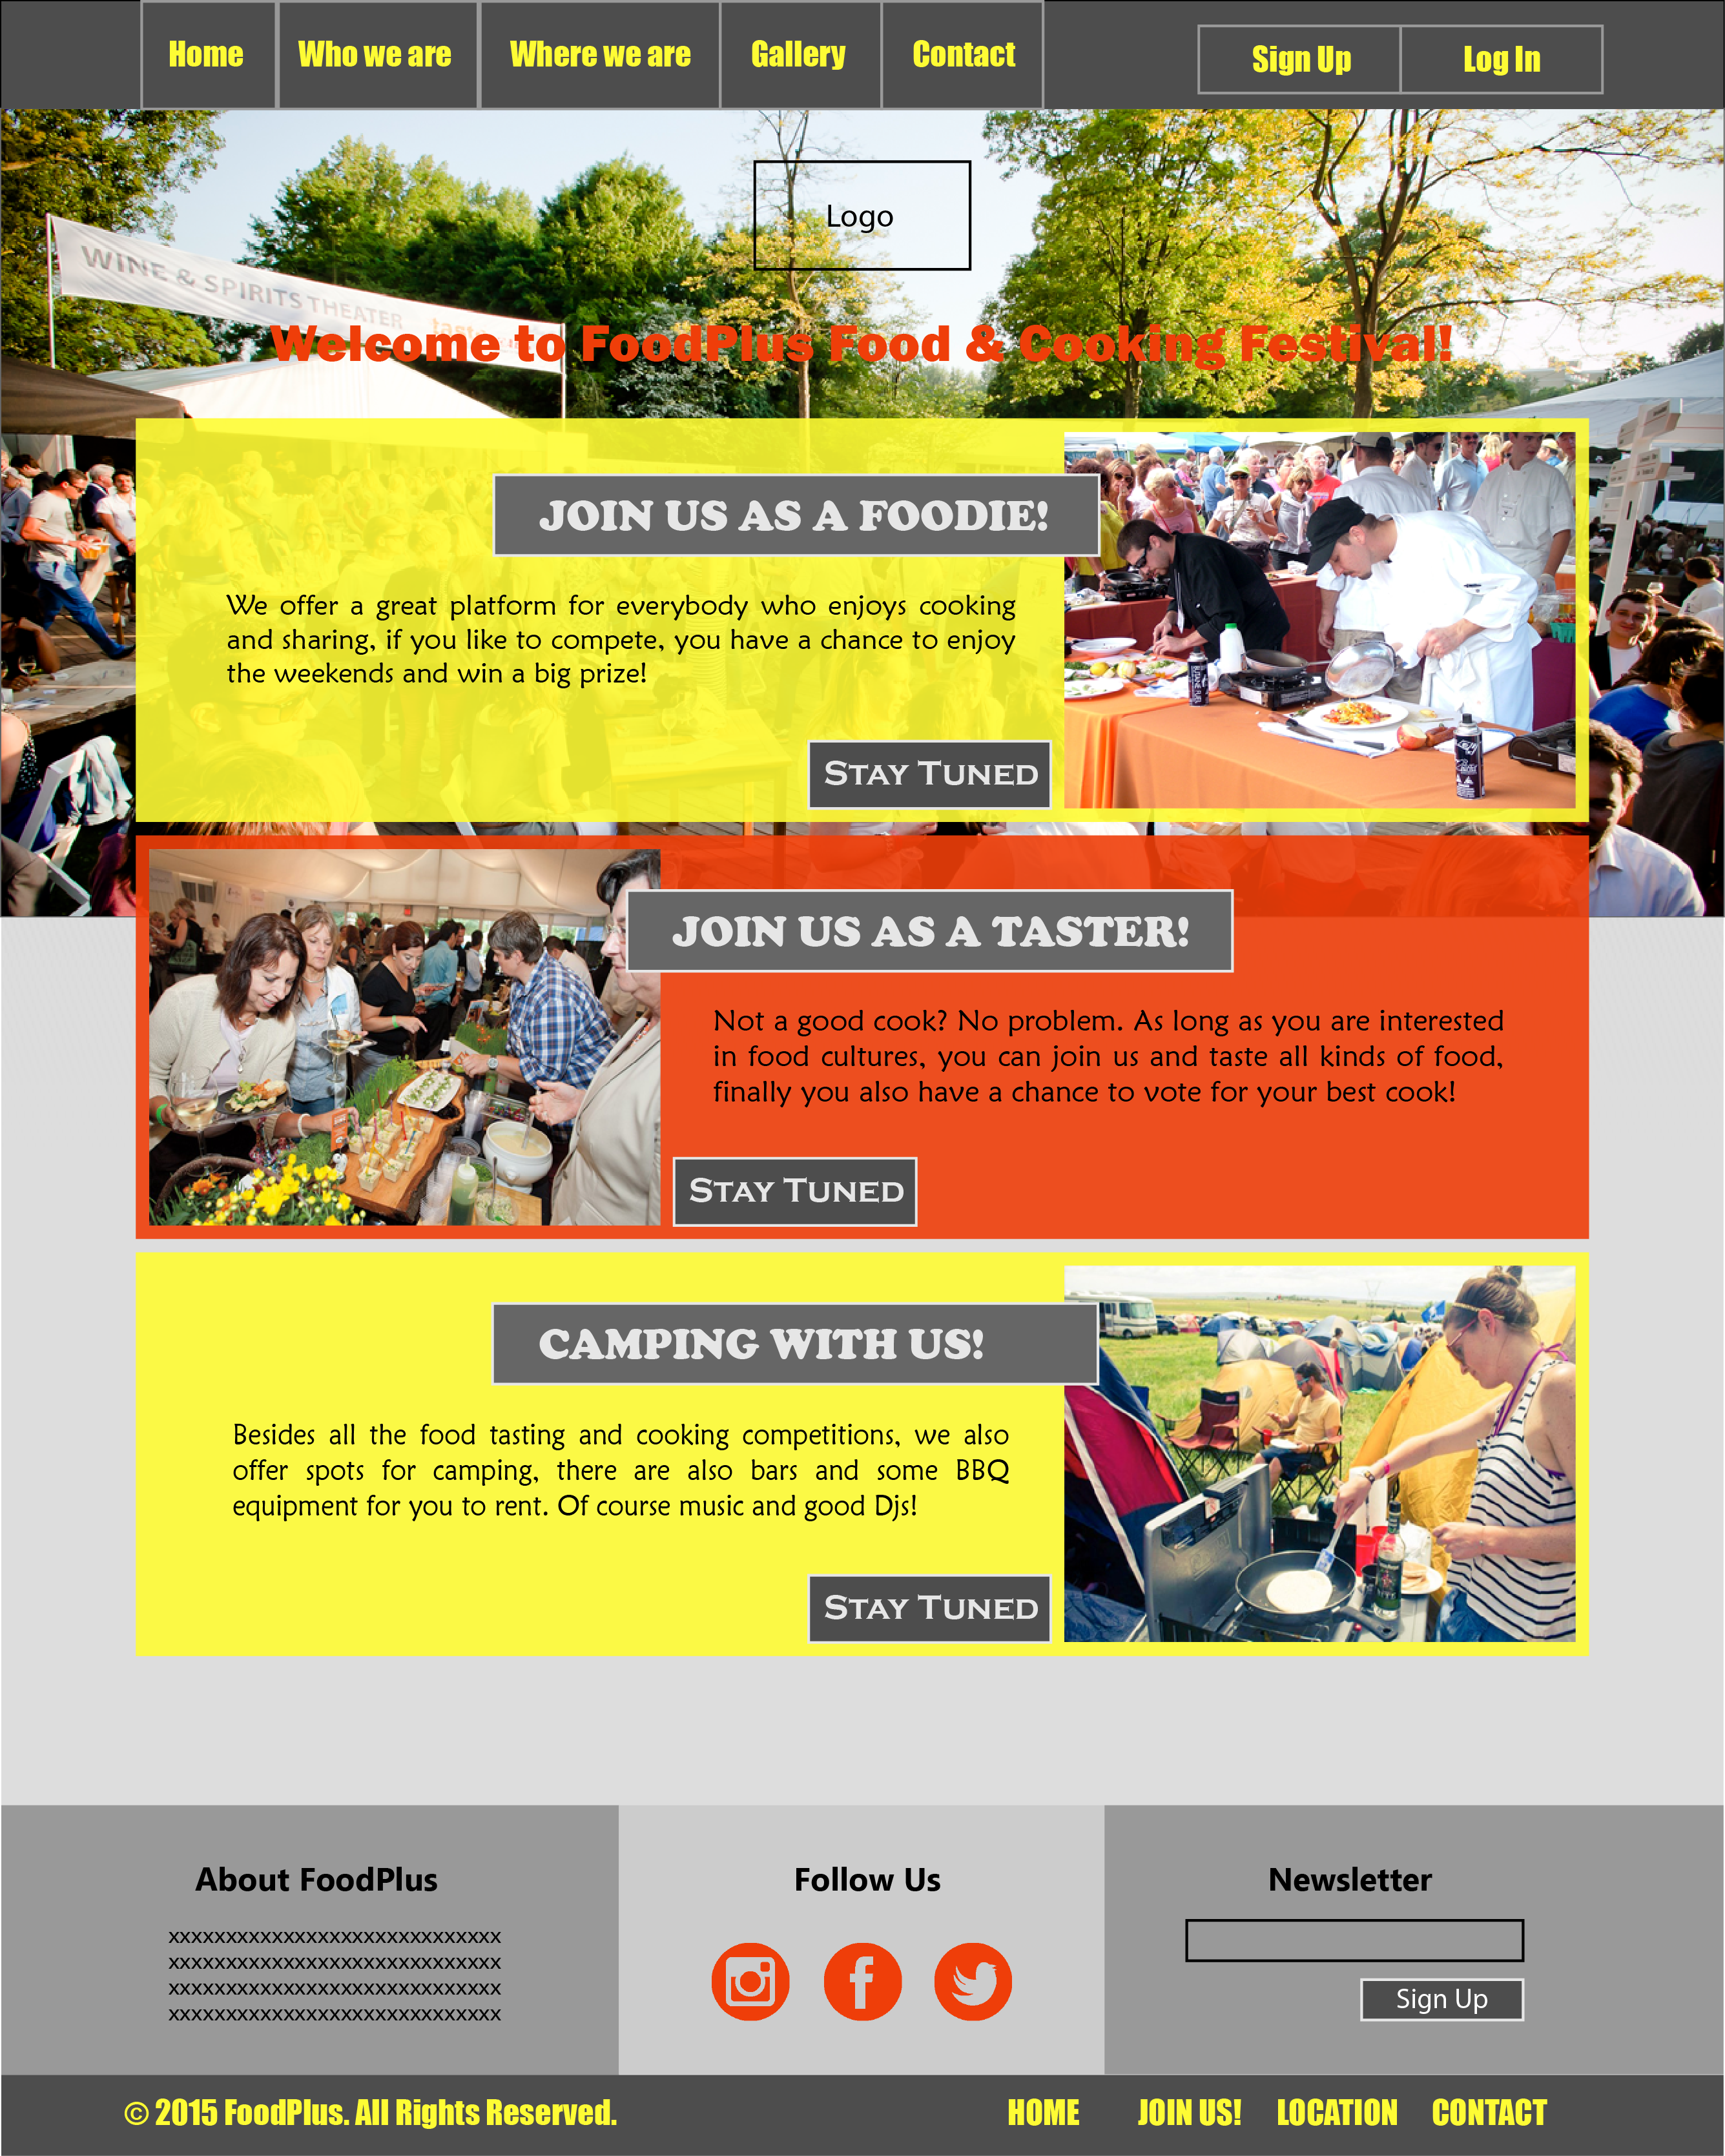 Home Who we are Where we are Gallery Contact Sign Up Log In
Logo
WINE & SPIRITS THEATER
Welcome to FoodPlus Food & Cooking Festival!
JOIN US AS A FOODIE!
We offer a great platform for everybody who enjoys cooking
and sharing, if you like to compete, you have a chance to enjoy
the weekends and win a big prize!
STAY TUNED
JOIN US AS A TASTER!
Not a good cook? No problem. As long as you are interested
in food cultures, you can join us and taste all kinds of food,
finally you also have a chance to vote for your best cook!
STAY TUNED
CAMPING WITH US!
Besides all the food tasting and cooking competitions, we also
offer spots for camping, there are also bars and some BBQ
equipment for you to rent. Of course music and good Djs!
STAY TUNED
About FoodPlus
xxxxxxxxxxxxxxxxxxxxxxxxxxxxx
xxxxxxxxxxxxxxxxxxxxxxxxxxxxx
xxxxxxxxxxxxxxxxxxxxxxxxxxxxx
xxxxxxxxxxxxxxxxxxxxxxxxxxxxx
Follow Us
Newsletter
Sign Up
© 2015 FoodPlus. All Rights Reserved. HOME JOIN US! LOCATION CONTACT